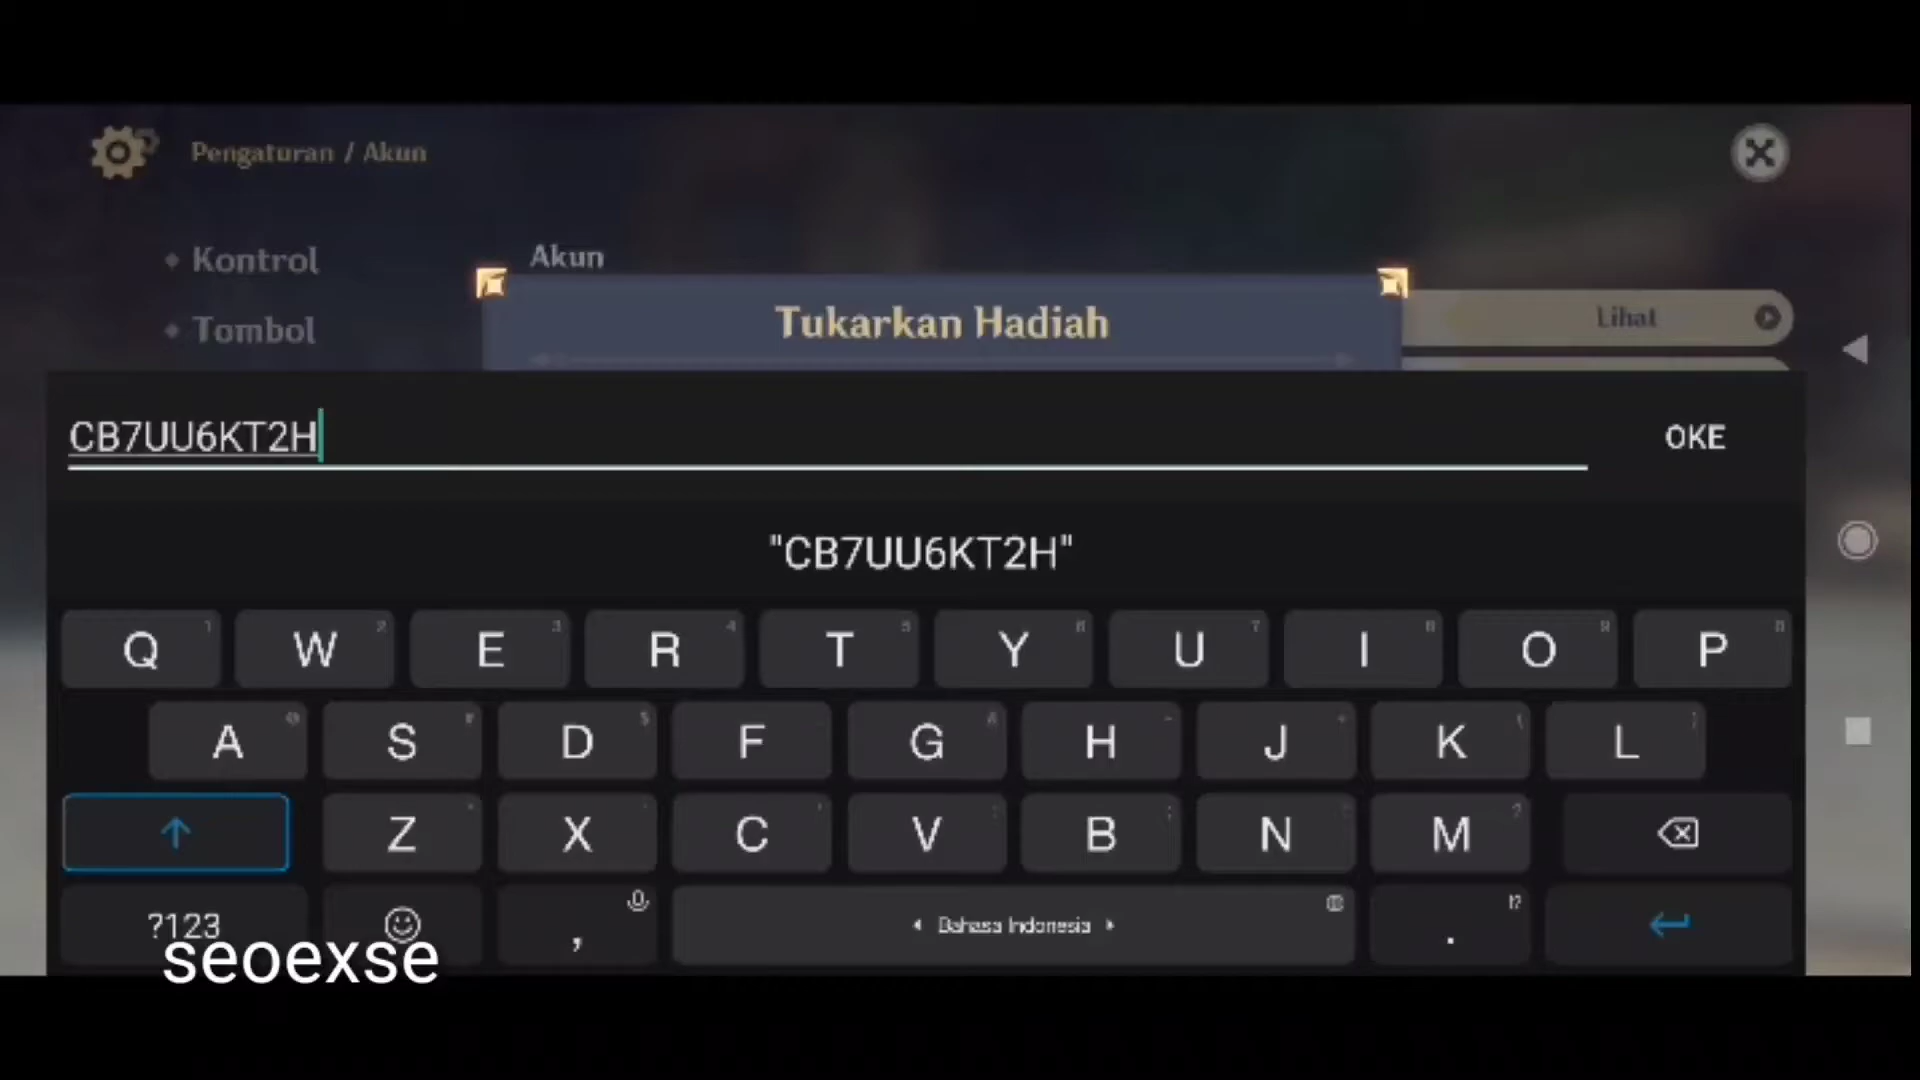 Pengaturan / Akun
Kontrol
Akun
Tombol
Tukarkan Hadiah
Lihat
CB7UU6KT2H
OKE
"CB7UU6KT2H"
Q W E R T Y U I O P
A S D F G H J K L
Z X C V B N M
?123 , Bahasa Indonesia .
seoexse